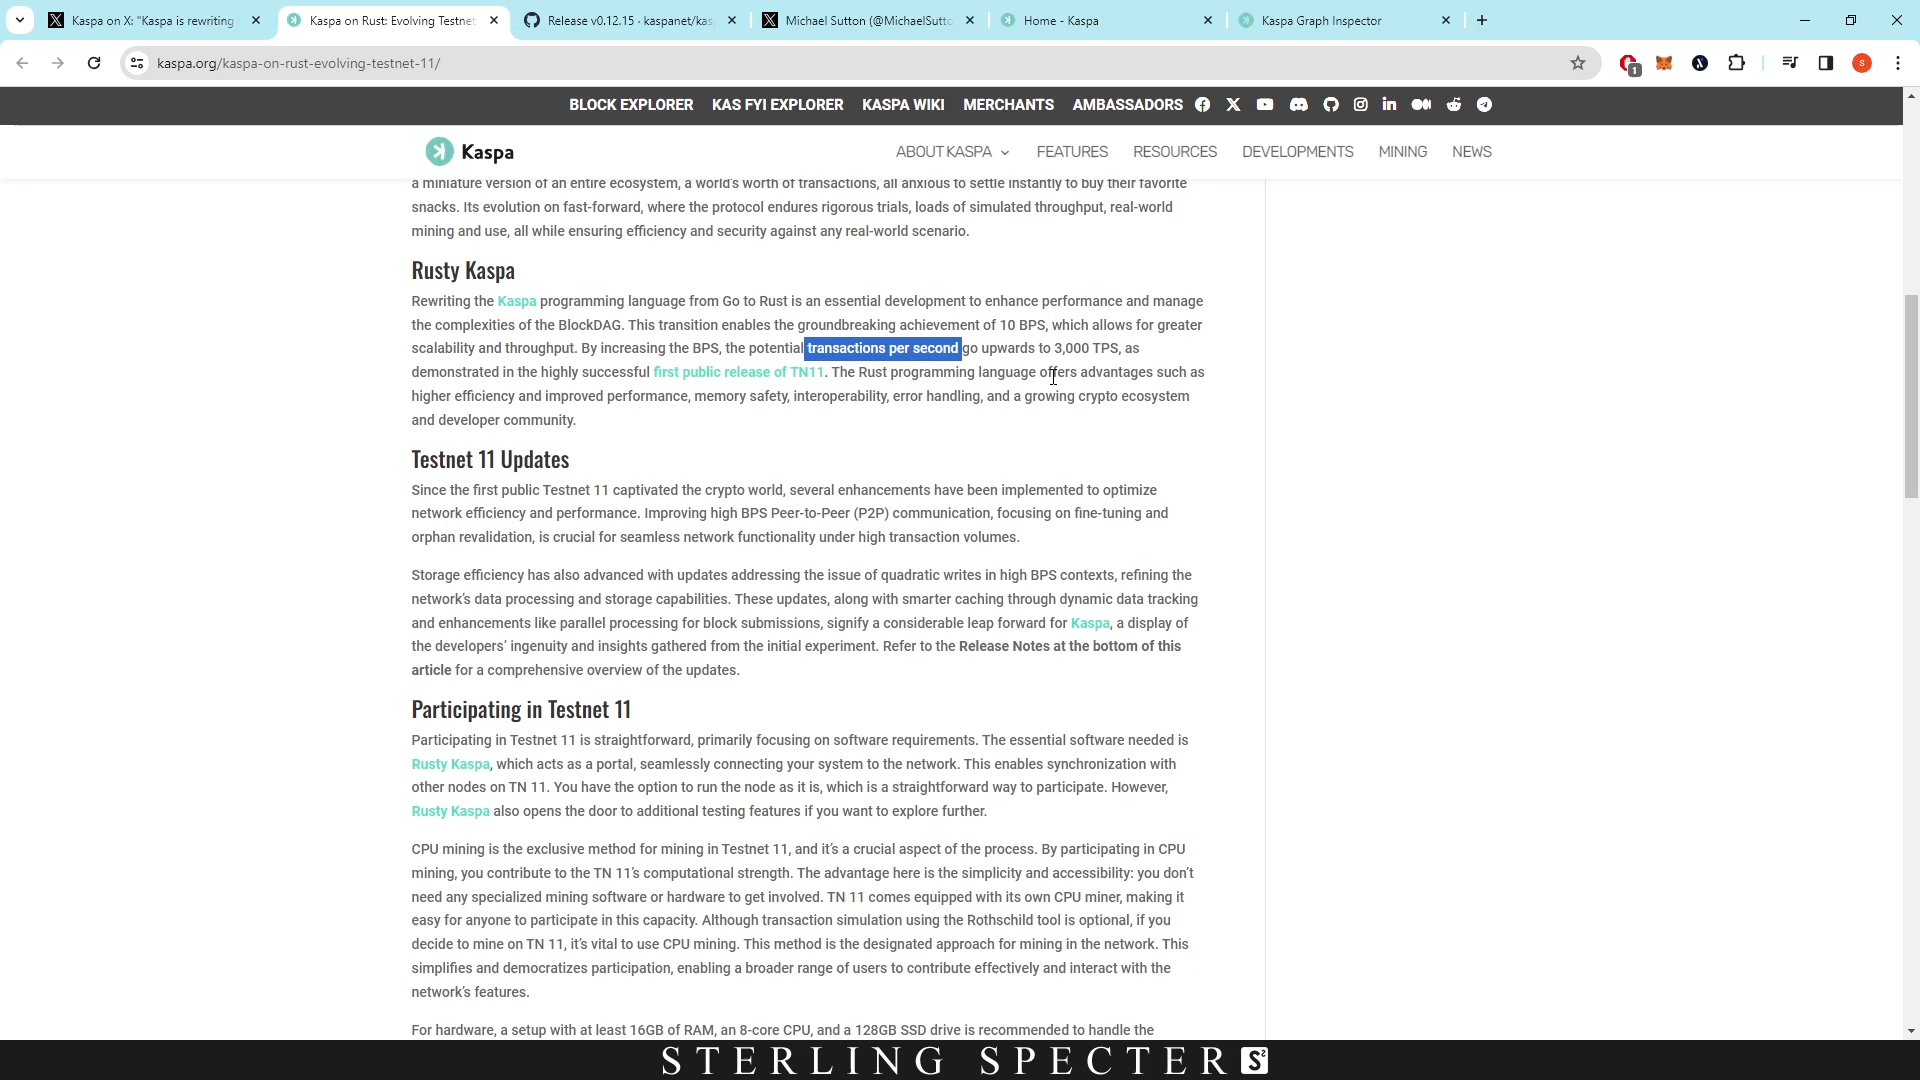 Kaspa on X: "Kaspa is rewriting
Kaspa on Rust: Evolving Testnet
Release v0.12.15 · kaspanet/kas
Michael Sutton (@MichaelSutto
Home - Kaspa
Kaspa Graph Inspector
kaspa.org/kaspa-on-rust-evolving-testnet-11/
1
S
BLOCK EXPLORER KAS FYI EXPLORER KASPA WIKI MERCHANTS AMBASSADORS
Kaspa
ABOUT KASPA FEATURES RESOURCES DEVELOPMENTS MINING NEWS
a miniature version of an entire ecosystem, a world's worth of transactions, all anxious to settle instantly to buy their favorite
snacks. Its evolution on fast-forward, where the protocol endures rigorous trials, loads of simulated throughput, real-world
mining and use, all while ensuring efficiency and security against any real-world scenario.
Rusty Kaspa
Rewriting the Kaspa programming language from Go to Rust is an essential development to enhance performance and manage
the complexities of the BlockDAG. This transition enables the groundbreaking achievement of 10 BPS, which allows for greater
scalability and throughput. By increasing the BPS, the potential transactions per second go upwards to 3,000 TPS, as
demonstrated in the highly successful first public release of TN11. The Rust programming language offers advantages such as
higher efficiency and improved performance, memory safety, interoperability, error handling, and a growing crypto ecosystem
and developer community.
Testnet 11 Updates
Since the first public Testnet 11 captivated the crypto world, several enhancements have been implemented to optimize
network efficiency and performance. Improving high BPS Peer-to-Peer (P2P) communication, focusing on fine-tuning and
orphan revalidation, is crucial for seamless network functionality under high transaction volumes.
Storage efficiency has also advanced with updates addressing the issue of quadratic writes in high BPS contexts, refining the
network's data processing and storage capabilities. These updates, along with smarter caching through dynamic data tracking
and enhancements like parallel processing for block submissions, signify a considerable leap forward for Kaspa, a display of
the developers' ingenuity and insights gathered from the initial experiment. Refer to the Release Notes at the bottom of this
article for a comprehensive overview of the updates.
Participating in Testnet 11
Participating in Testnet 11 is straightforward, primarily focusing on software requirements. The essential software needed is
Rusty Kaspa, which acts as a portal, seamlessly connecting your system to the network. This enables synchronization with
other nodes on TN 11. You have the option to run the node as it is, which is a straightforward way to participate. However,
Rusty Kaspa also opens the door to additional testing features if you want to explore further.
CPU mining is the exclusive method for mining in Testnet 11, and it's a crucial aspect of the process. By participating in CPU
mining, you contribute to the TN 11's computational strength. The advantage here is the simplicity and accessibility: you don't
need any specialized mining software or hardware to get involved. TN 11 comes equipped with its own CPU miner, making it
easy for anyone to participate in this capacity. Although transaction simulation using the Rothschild tool is optional, if you
decide to mine on TN 11, it's vital to use CPU mining. This method is the designated approach for mining in the network. This
simplifies and democratizes participation, enabling a broader range of users to contribute effectively and interact with the
network's features.
For hardware, a setup with at least 16GB of RAM, an 8-core CPU, and a 128GB SSD drive is recommended to handle the
STERLING SPECTER S²